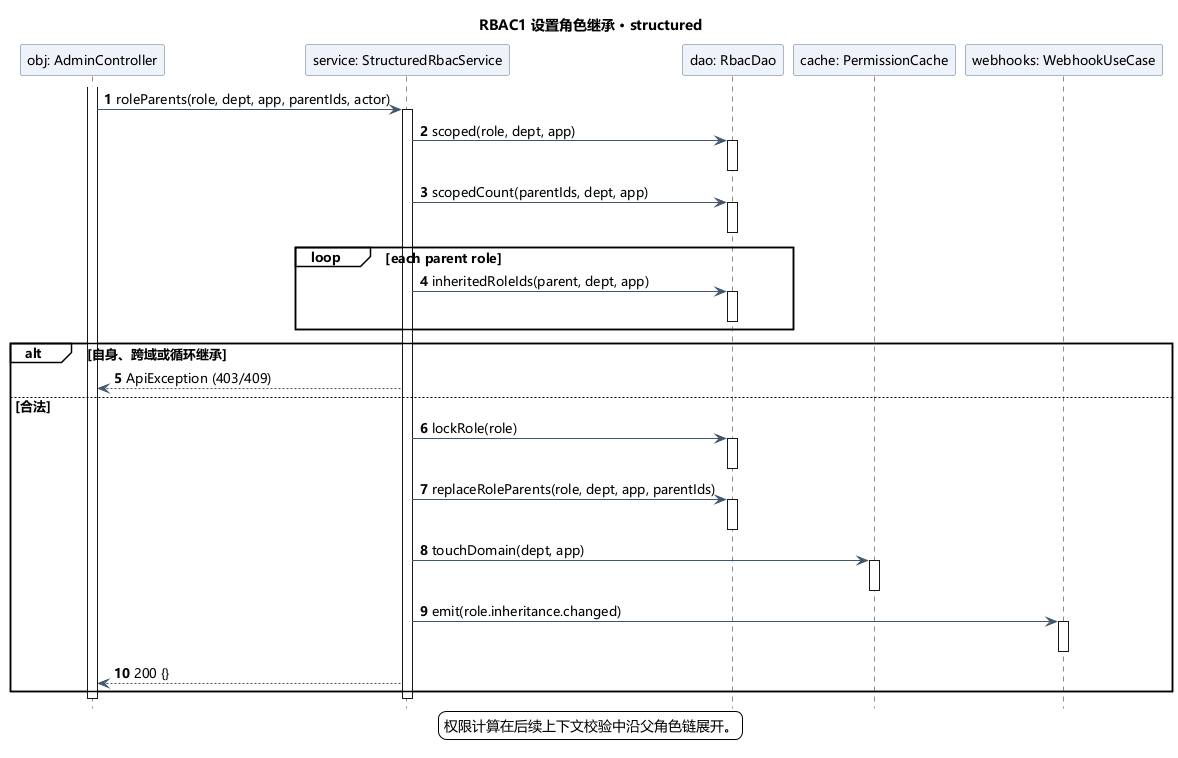 RBAC1 设置角色继承 • structured
obj: AdminController
service: StructuredRbacService
dao: RbacDao
cache: PermissionCache
webhooks: WebhookUseCase
1 roleParents(role, dept, app, parentIds, actor)
2 scoped(role, dept, app)
3 scopedCount(parentIds, dept, app)
loop [each parent role]
4 inheritedRoleIds(parent, dept, app)
alt [自身、跨域或循环继承]
5 ApiException (403/409)
[合法]
6 lockRole(role)
7 replaceRoleParents(role, dept, app, parentIds)
8 touchDomain(dept, app)
9 emit(role.inheritance.changed)
10 200 {}
权限计算在后续上下文校验中沿父角色链展开。